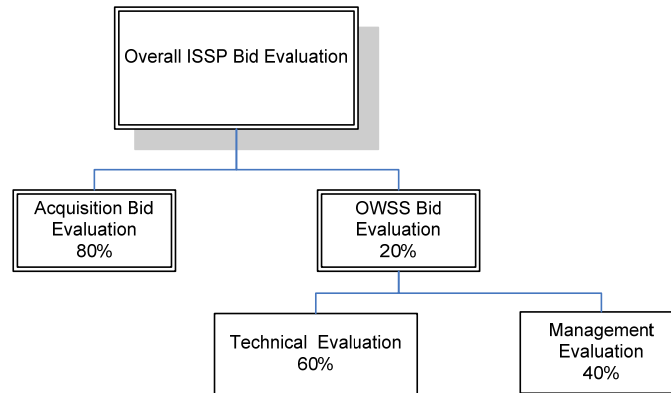 Overall ISSP Bid Evaluation
Acquisition Bid
Evaluation
80%
OWSS Bid
Evaluation
20%
Technical Evaluation
60%
Management
Evaluation
40%